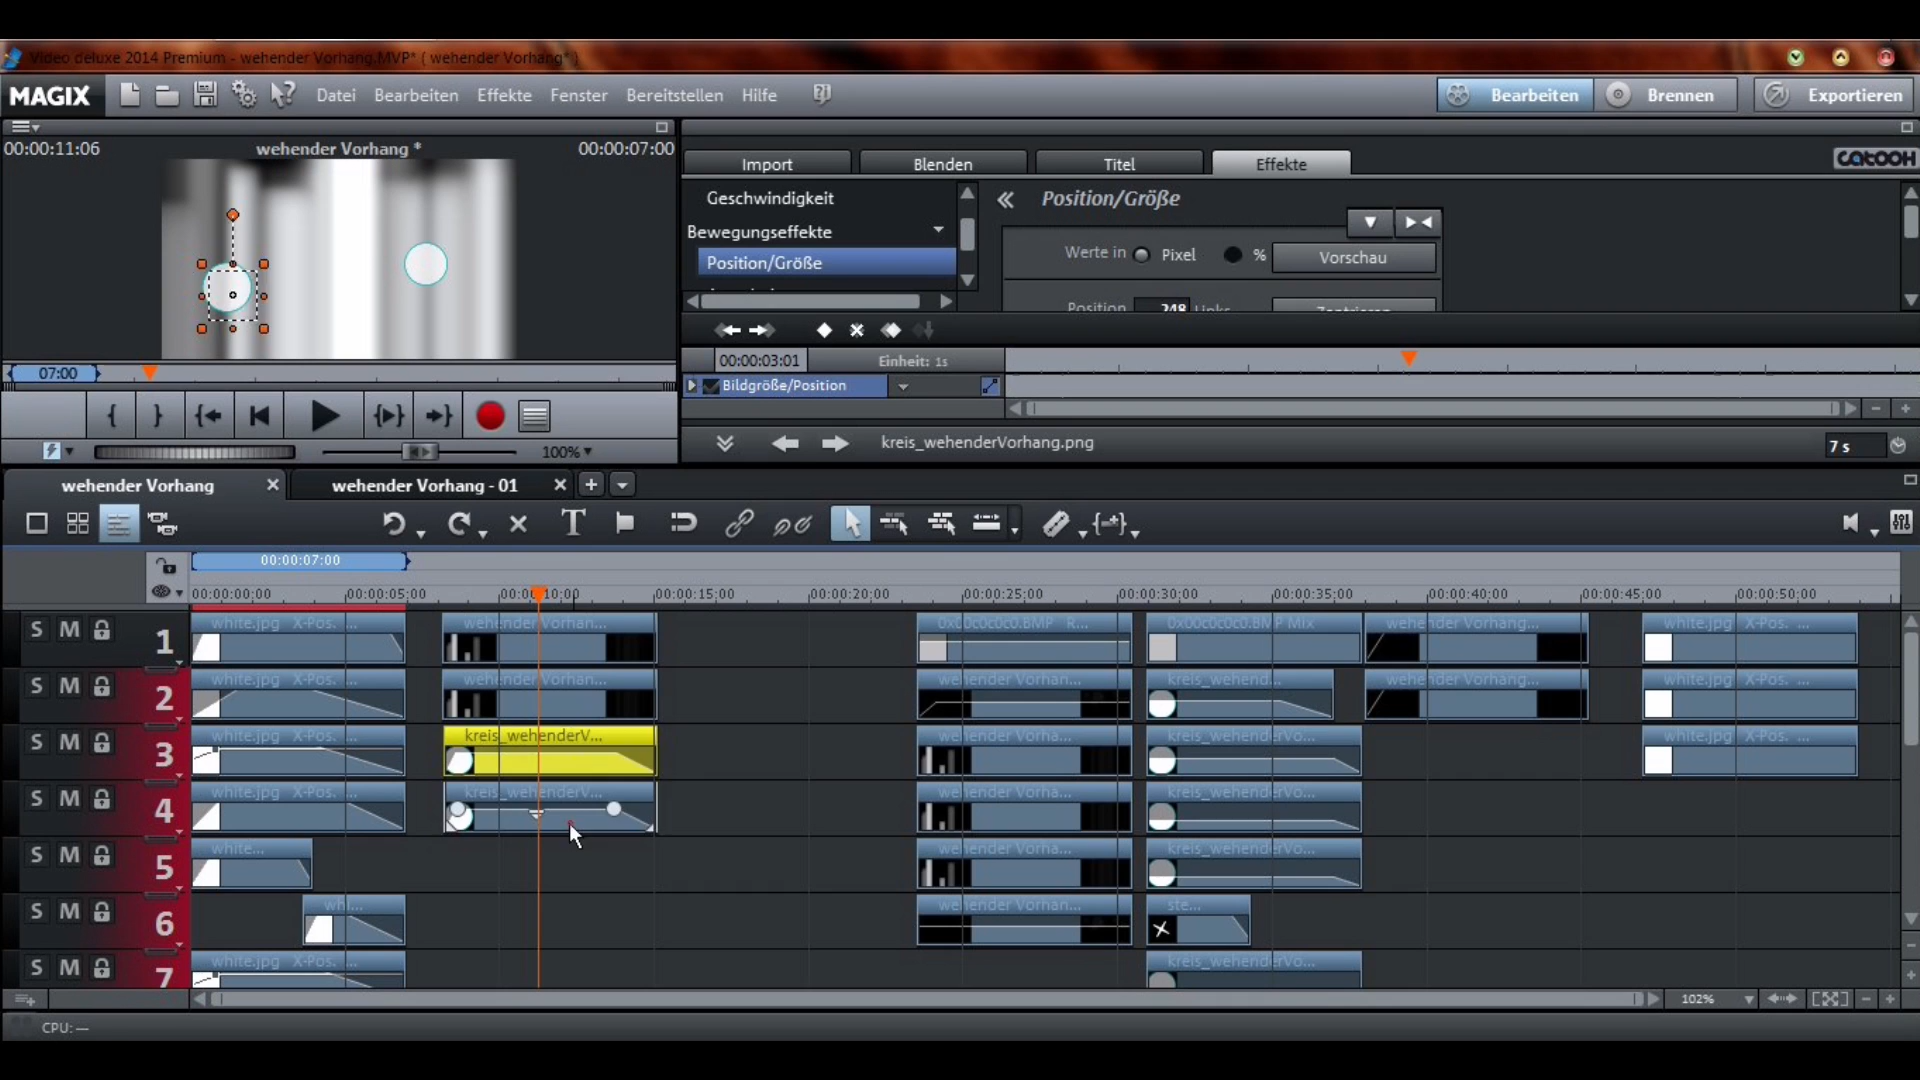 Video deluxe 2014 Premium - wehender Vorhang.MVP* ( wehender Vorhang* )
MAGIX Datei Bearbeiten Effekte Fenster Bereitstellen Hilfe Bearbeiten Brennen Exportieren
00:00:11:06 wehender Vorhang * 00:00:07:00
Import Blenden Titel Effekte CATOOH
Geschwindigkeit
Bewegungseffekte
Position/Größe
Position/Größe
Werte in Pixel % Vorschau
Position 248 Links Zentrieren
00:00:03:01 Einheit: 1s
07:00
Bildgröße/Position
kreis_wehenderVorhang.png 7 s
100%
wehender Vorhang wehender Vorhang - 01
00:00:07:00
00:00:00:00 00:00:05:00 00:00:10:00 00:00:15:00 00:00:20:00 00:00:25:00 00:00:30:00 00:00:35:00 00:00:40:00 00:00:45:00 00:00:50:00
S M 1 white.jpg X-Pos. ... wehender Vorhan... 0x00c0c0c0.BMP R... 0x00c0c0c0.BMP Mix wehender Vorhang... white.jpg X-Pos. ...
S M 2 white.jpg X-Pos. ... wehender Vorhan... wehender Vorhan... kreis_wehend... wehender Vorhang... white.jpg X-Pos. ...
S M 3 white.jpg X-Pos. ... kreis_wehenderV... wehender Vorha... kreis_wehenderVo... white.jpg X-Pos. ...
S M 4 white.jpg X-Pos. ... kreis_wehenderV... wehender Vorha... kreis_wehenderVo...
S M 5 white... wehender Vorha... kreis_wehenderVo...
S M 6 whi... wehender Vorhan... ste...
S M 7 white.jpg X-Pos. ... kreis_wehenderVo...
102%
CPU: —